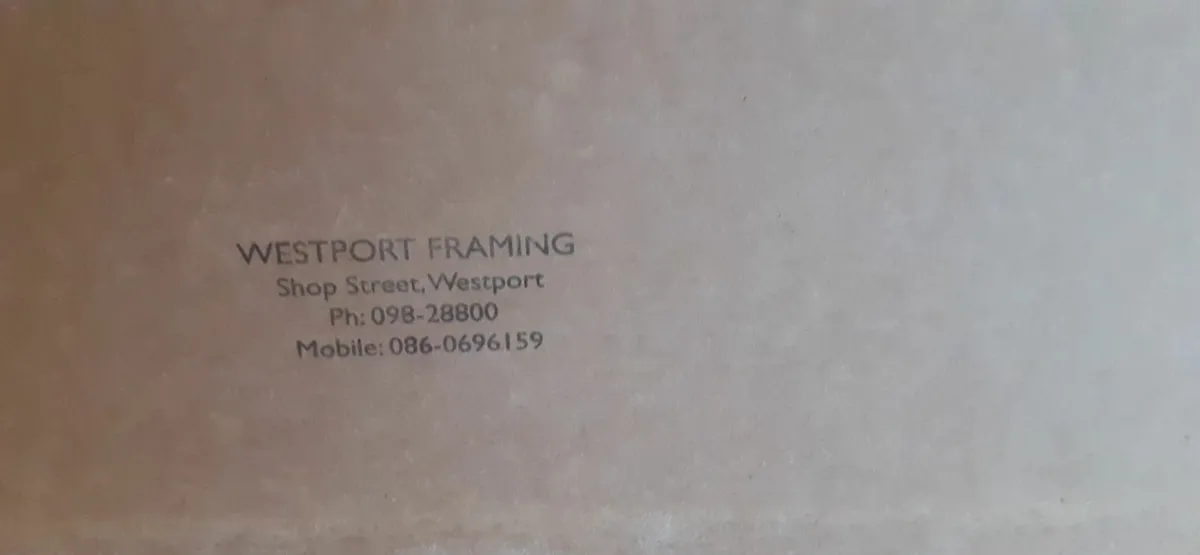 WESTPORT FRAMING
Shop Street, Westport
Ph: 098-28800
Mobile: 086-0696159